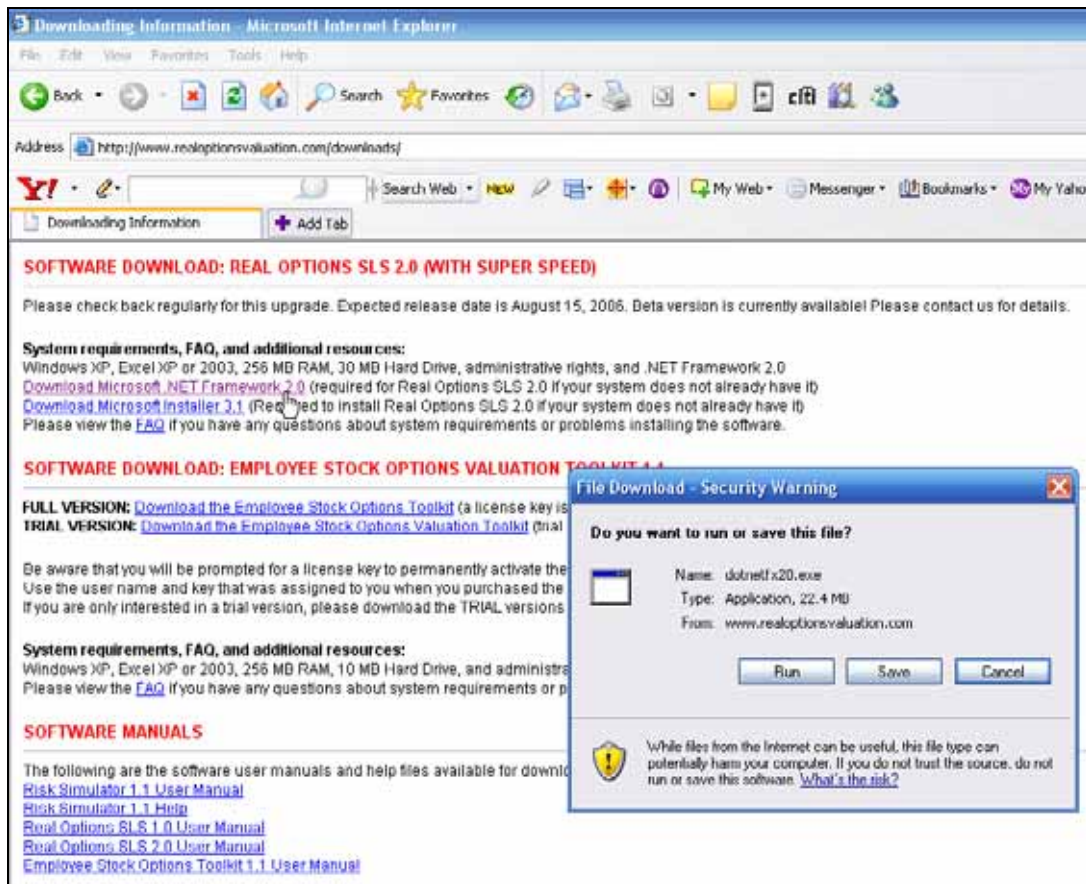 Downloading Information - Microsoft Internet Explorer
File Edit View Favorites Tools Help
Back Search Favorites
Address http://www.realoptionsvaluation.com/downloads/
Y! Search Web NEW My Web Messenger Bookmarks My Yaho
Downloading Information Add Tab
SOFTWARE DOWNLOAD: REAL OPTIONS SLS 2.0 (WITH SUPER SPEED)
Please check back regularly for this upgrade. Expected release date is August 15, 2006. Beta version is currently available! Please contact us for details.
System requirements, FAQ, and additional resources:
Windows XP, Excel XP or 2003, 256 MB RAM, 30 MB Hard Drive, administrative rights, and .NET Framework 2.0
Download Microsoft .NET Framework 2.0 (required for Real Options SLS 2.0 if your system does not already have it)
Download Microsoft Installer 3.1 (Required to install Real Options SLS 2.0 if your system does not already have it)
Please view the FAQ if you have any questions about system requirements or problems installing the software.
SOFTWARE DOWNLOAD: EMPLOYEE STOCK OPTIONS VALUATION TOOLKIT 1.1
FULL VERSION: Download the Employee Stock Options Toolkit (a license key is
TRIAL VERSION: Download the Employee Stock Options Valuation Toolkit (trial
Be aware that you will be prompted for a license key to permanently activate the
Use the user name and key that was assigned to you when you purchased the
If you are only interested in a trial version, please download the TRIAL versions
System requirements, FAQ, and additional resources:
Windows XP, Excel XP or 2003, 256 MB RAM, 10 MB Hard Drive, and administra
Please view the FAQ if you have any questions about system requirements or p
SOFTWARE MANUALS
The following are the software user manuals and help files available for downlo
Risk Simulator 1.1 User Manual
Risk Simulator 1.1 Help
Real Options SLS 1.0 User Manual
Real Options SLS 2.0 User Manual
Employee Stock Options Toolkit 1.1 User Manual
File Download - Security Warning
Do you want to run or save this file?
Name: dotnetfx20.exe
Type: Application, 22.4 MB
From: www.realoptionsvaluation.com
Run Save Cancel
While files from the Internet can be useful, this file type can
potentially harm your computer. If you do not trust the source, do not
run or save this software. What's the risk?